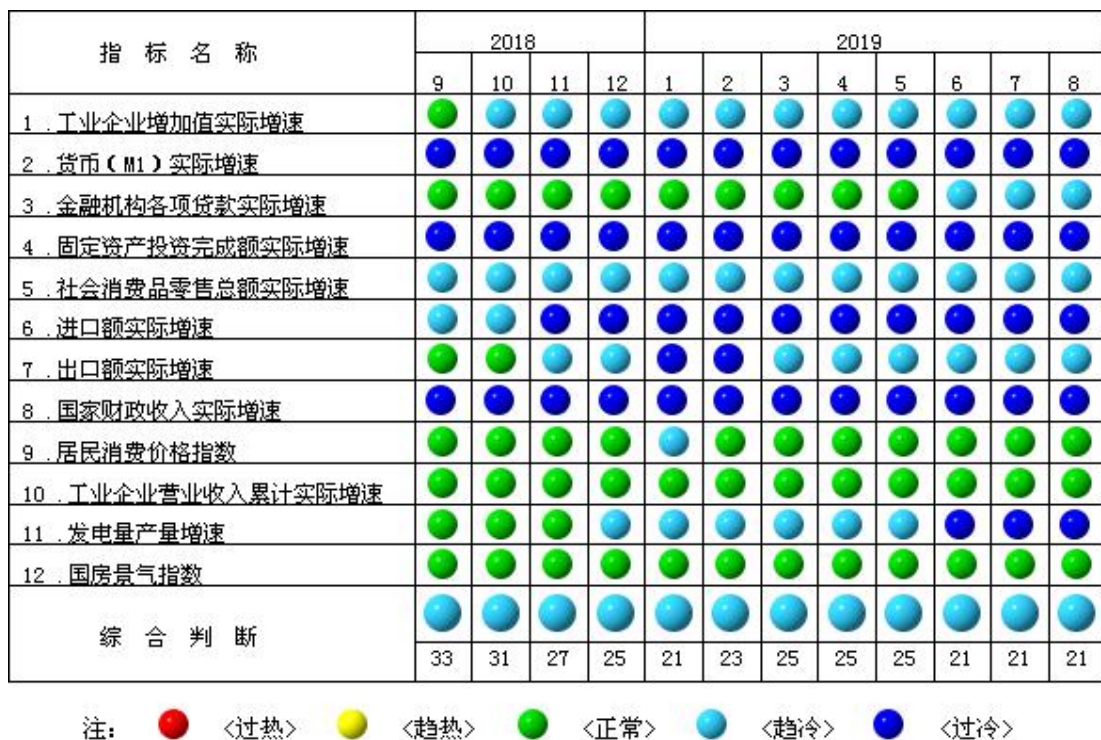 指 标 名 称
2018 2019
9 10 11 12 1 2 3 4 5 6 7 8
1 .工业企业增加值实际增速
2 .货币(M1)实际增速
3 .金融机构各项贷款实际增速
4 .固定资产投资完成额实际增速
5 .社会消费品零售总额实际增速
6 .进口额实际增速
7 .出口额实际增速
8 .国家财政收入实际增速
9 .居民消费价格指数
10 .工业企业营业收入累计实际增速
11 .发电量产量增速
12 .国房景气指数
综 合 判 断
33 31 27 25 21 23 25 25 25 21 21 21
注: <过热> <趋热> <正常> <趋冷> <过冷>